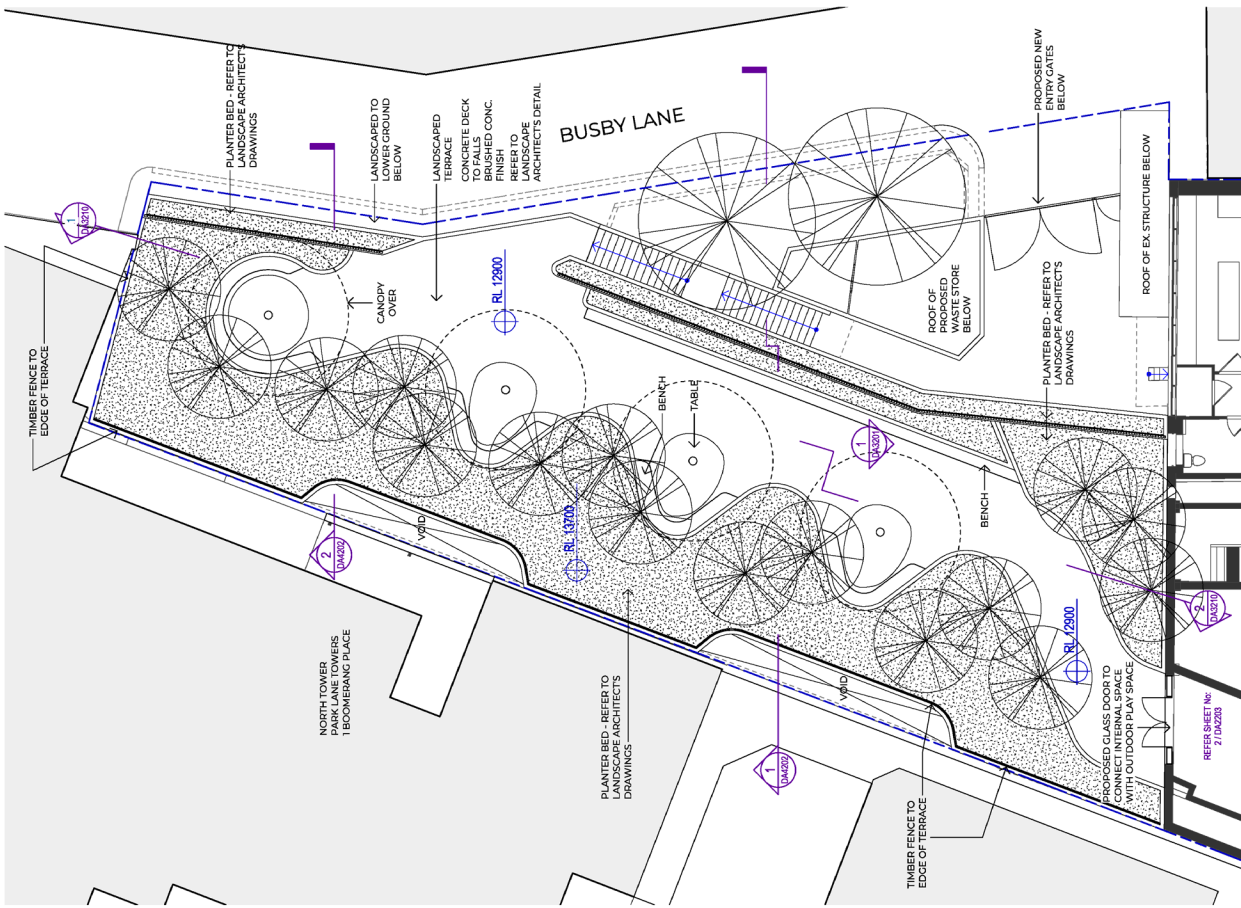 PLANTER BED - REFER TO
LANDSCAPE ARCHITECT'S
DRAWINGS
LANDSCAPED TO
LOWER GROUND
BELOW
LANDSCAPED
TERRACE
CONCRETE DECK
TO FALLS
BRUSHED CONC.
FINISH
REFER TO
LANDSCAPE
ARCHITECT'S DETAIL
BUSBY LANE
PROPOSED NEW
ENTRY GATES
BELOW
1
DA3210
TIMBER FENCE TO
EDGE OF TERRACE
CANOPY
OVER
RL 12900
ROOF OF
PROPOSED
WASTE STORE
BELOW
ROOF OF EX. STRUCTURE BELOW
PLANTER BED - REFER TO
LANDSCAPE ARCHITECT'S
DRAWINGS
BENCH
TABLE
1
DA3201
BENCH
2
DA4202
VOID
RL 13700
NORTH TOWER
PARK LANE TOWERS
1 BOOMERANG PLACE
PLANTER BED - REFER TO
LANDSCAPE ARCHITECT'S
DRAWINGS
VOID
1
DA4202
RL 12900
2
DA3210
TIMBER FENCE TO
EDGE OF TERRACE
PROPOSED GLASS DOOR TO
CONNECT INTERNAL SPACE
WITH OUTDOOR PLAY SPACE
REFER SHEET No:
2 / DA2203